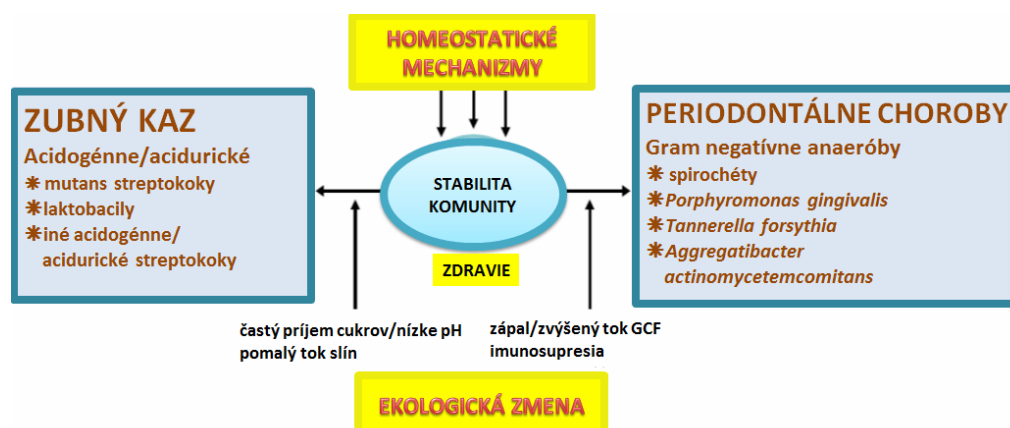 HOMEOSTATICKÉ
MECHANIZMY
ZUBNÝ KAZ
Acidogénne/acidurické
✳ mutans streptokoky
✳ laktobacily
✳ iné acidogénne/
acidurické streptokoky
STABILITA
KOMUNITY
ZDRAVIE
PERIODONTÁLNE CHOROBY
Gram negatívne anaeróby
✳ spirochéty
✳ Porphyromonas gingivalis
✳ Tannerella forsythia
✳ Aggregatibacter
actinomycetemcomitans
častý príjem cukrov/nízke pH
pomalý tok slín
zápal/zvýšený tok GCF
imunosupresia
EKOLOGICKÁ ZMENA